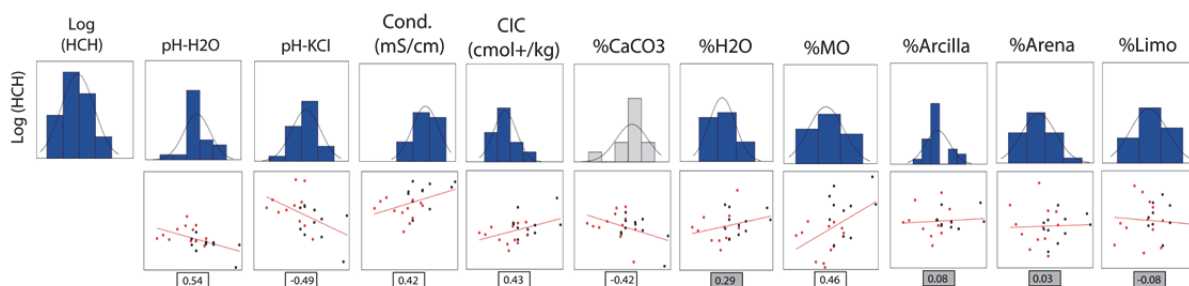 Log
(HCH)
pH-H2O
pH-KCl
Cond.
(mS/cm)
CIC
(cmol+/kg)
%CaCO3
%H2O
%MO
%Arcilla
%Arena
%Limo
Log (HCH)
0.54
-0.49
0.42
0.43
-0.42
0.29
0.46
0.08
0.03
-0.08